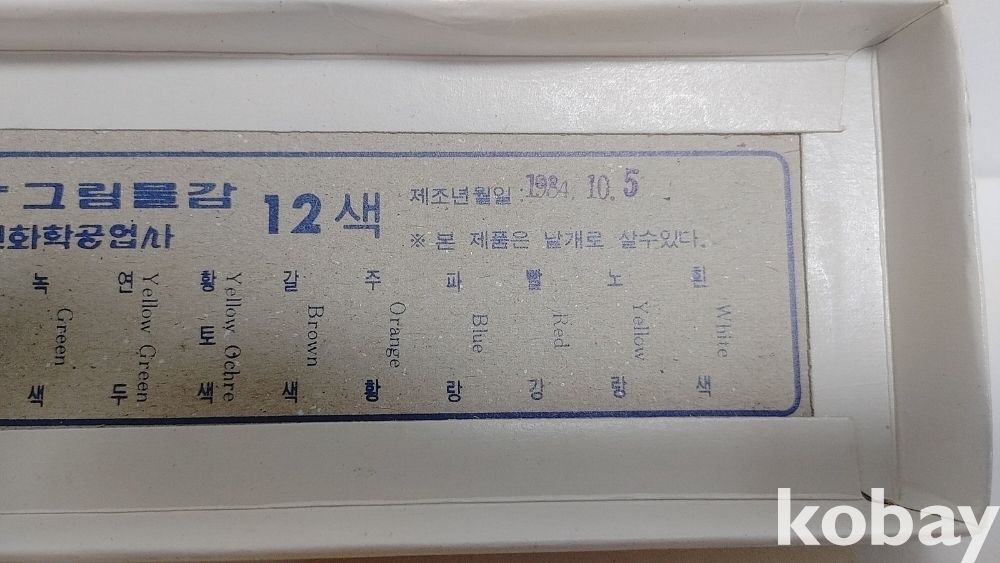 그림물감 12색
제조년월일 1984. 10. 5
화학공업사
※ 본 제품은 낱개로 살수있다.
녹색 Green
연두 Yellow Green
황토색 Yellow Ochre
갈색 Brown
주황 Orange
파랑 Blue
빨강 Red
노랑 Yellow
흰색 White
kobay